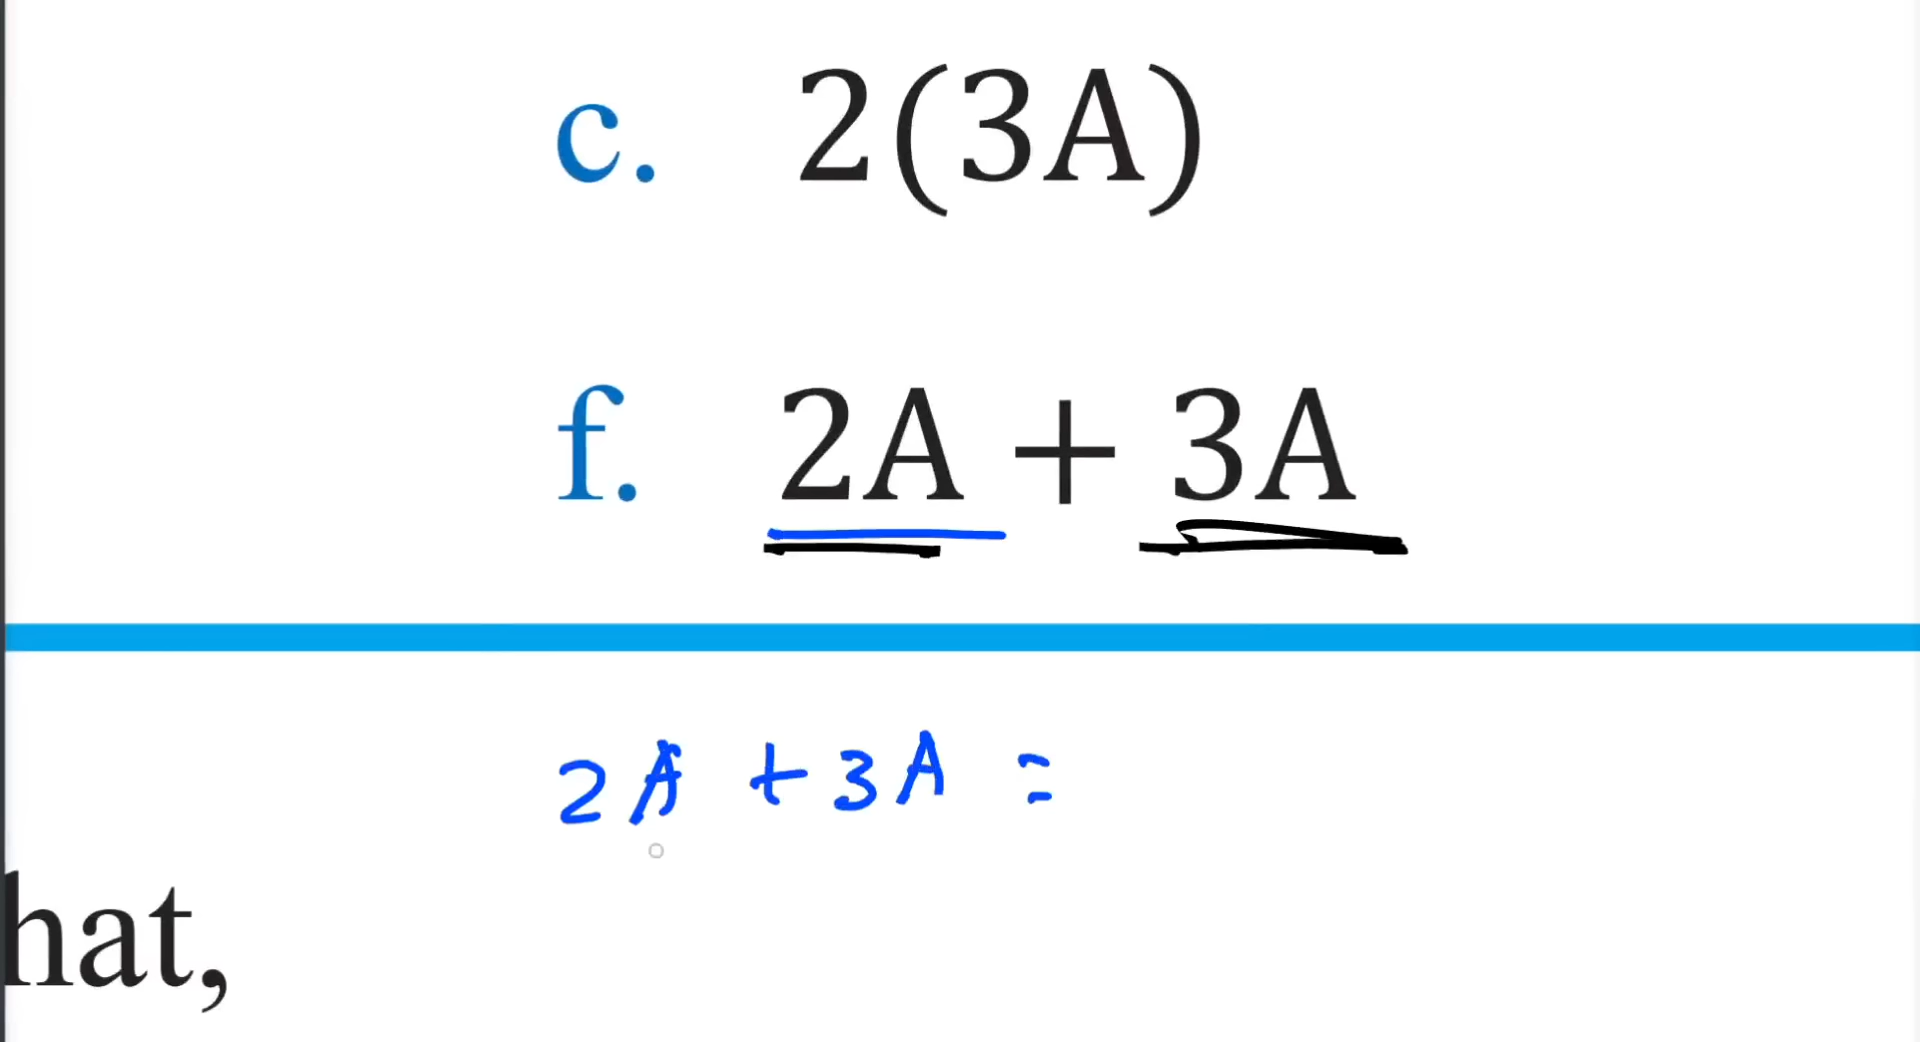 c. 2(3A)
f. 2A + 3A
2A + 3A =
hat,